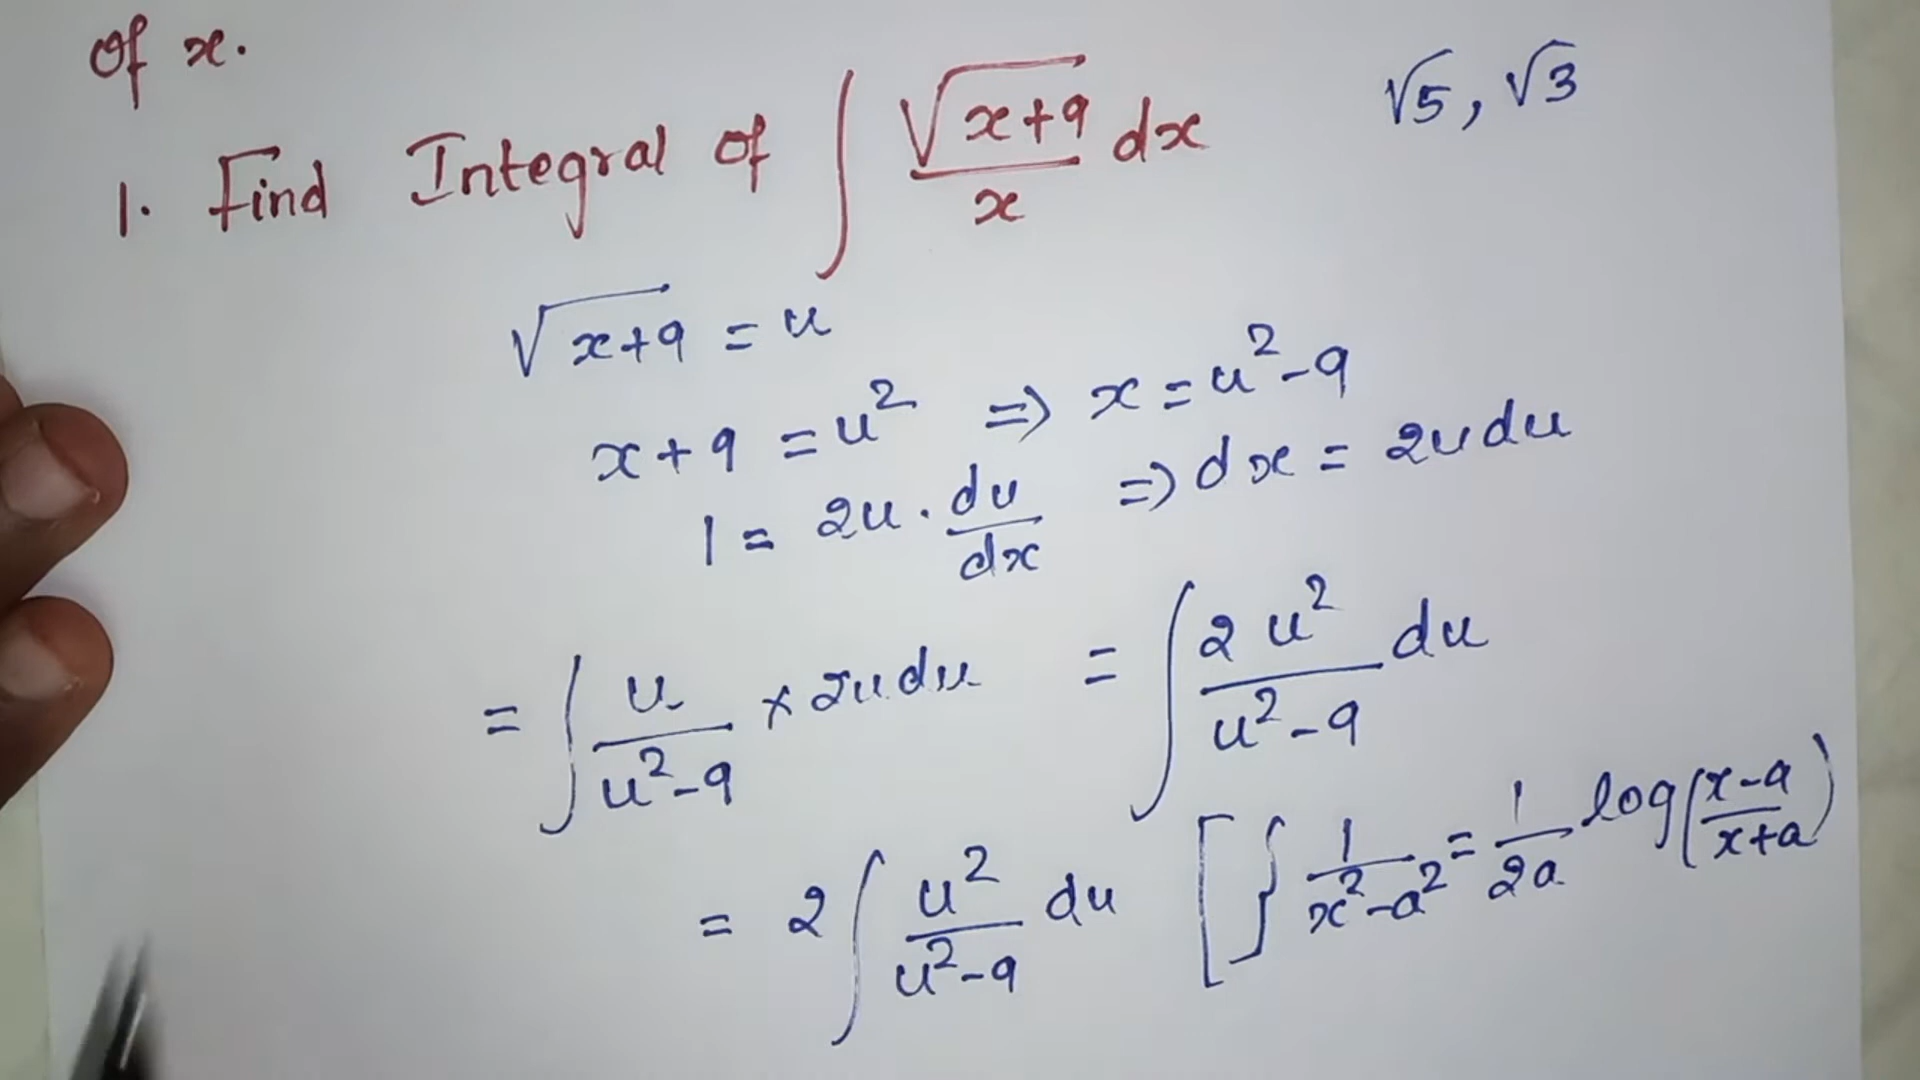 of x.
√5, √3
1. Find Integral of ∫ √(x+9)/x dx
√(x+9) = u
x+9 = u² ⇒ x = u²-9
1 = 2u . du/dx ⇒ dx = 2u du
= ∫ u/(u²-9) × 2u du = ∫ 2u²/(u²-9) du
= 2 ∫ u²/(u²-9) du [∫ 1/(x²-a²) = 1/2a log((x-a)/(x+a))